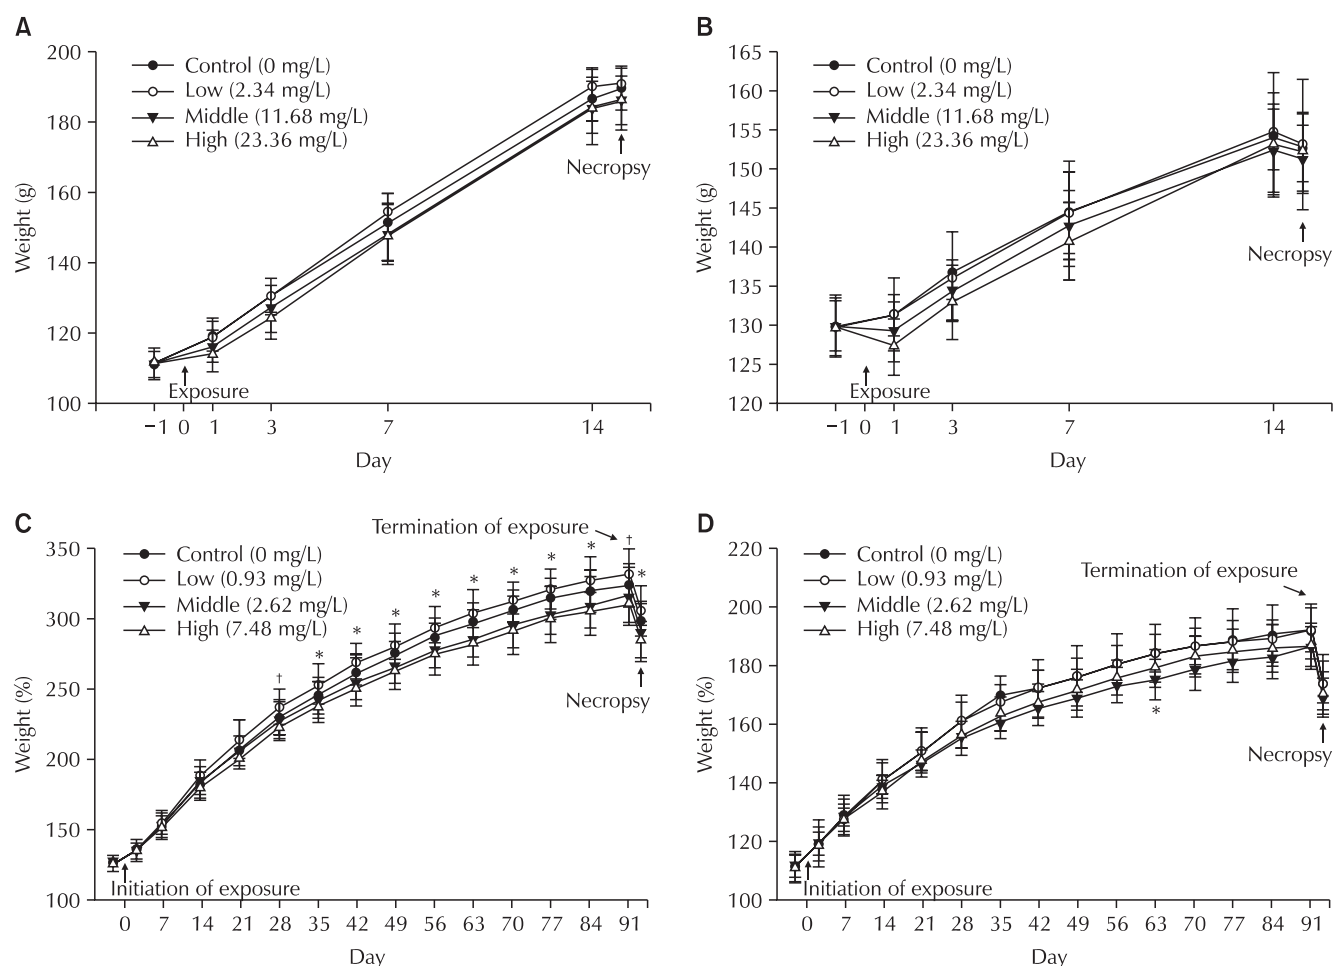 A
200
180
160
140
120
100
Weight (g)
Control (0 mg/L)
Low (2.34 mg/L)
Middle (11.68 mg/L)
High (23.36 mg/L)
Necropsy
Exposure
−1 0 1 3 7 14
Day
B
165
160
155
150
145
140
135
130
125
120
Weight (g)
Control (0 mg/L)
Low (2.34 mg/L)
Middle (11.68 mg/L)
High (23.36 mg/L)
Necropsy
Exposure
−1 0 1 3 7 14
Day
C
350
300
250
200
150
100
Weight (%)
Termination of exposure
Control (0 mg/L)
Low (0.93 mg/L)
Middle (2.62 mg/L)
High (7.48 mg/L)
† * * * * * * * * † *
Necropsy
Initiation of exposure
0 7 14 21 28 35 42 49 56 63 70 77 84 91
Day
D
220
200
180
160
140
120
100
Weight (%)
Control (0 mg/L)
Low (0.93 mg/L)
Middle (2.62 mg/L)
High (7.48 mg/L)
Termination of exposure
*
Necropsy
Initiation of exposure
0 7 14 21 28 35 42 49 56 63 70 77 84 91
Day